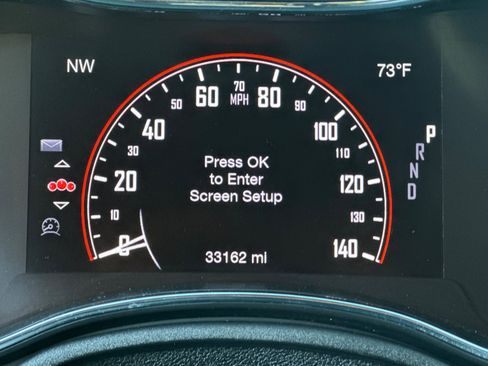 NW
73°F
0
10
20
30
40
50
60
70
MPH
80
90
100
110
120
130
140
Press OK
to Enter
Screen Setup
33162 mi
P
R
N
D